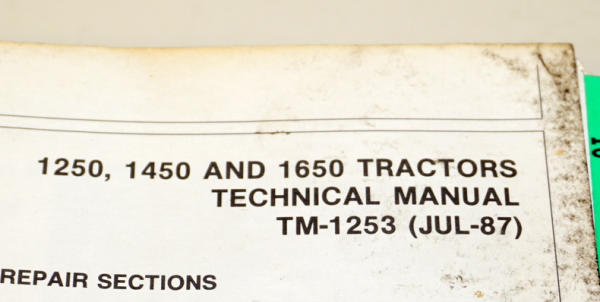 1250, 1450 AND 1650 TRACTORS
TECHNICAL MANUAL
TM-1253 (JUL-87)
REPAIR SECTIONS